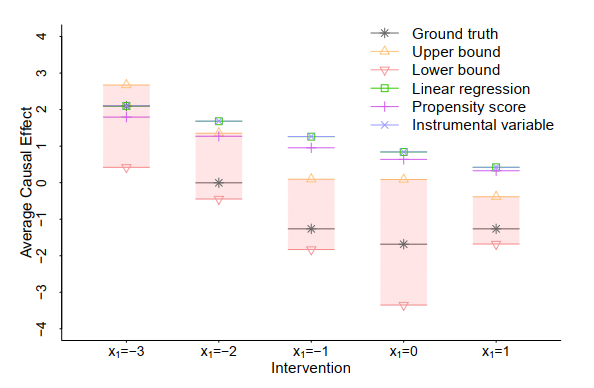 Ground truth
Upper bound
Lower bound
Linear regression
Propensity score
Instrumental variable
Average Causal Effect
4
3
2
1
0
−1
−2
−3
−4
x₁=−3 x₁=−2 x₁=−1 x₁=0 x₁=1
Intervention